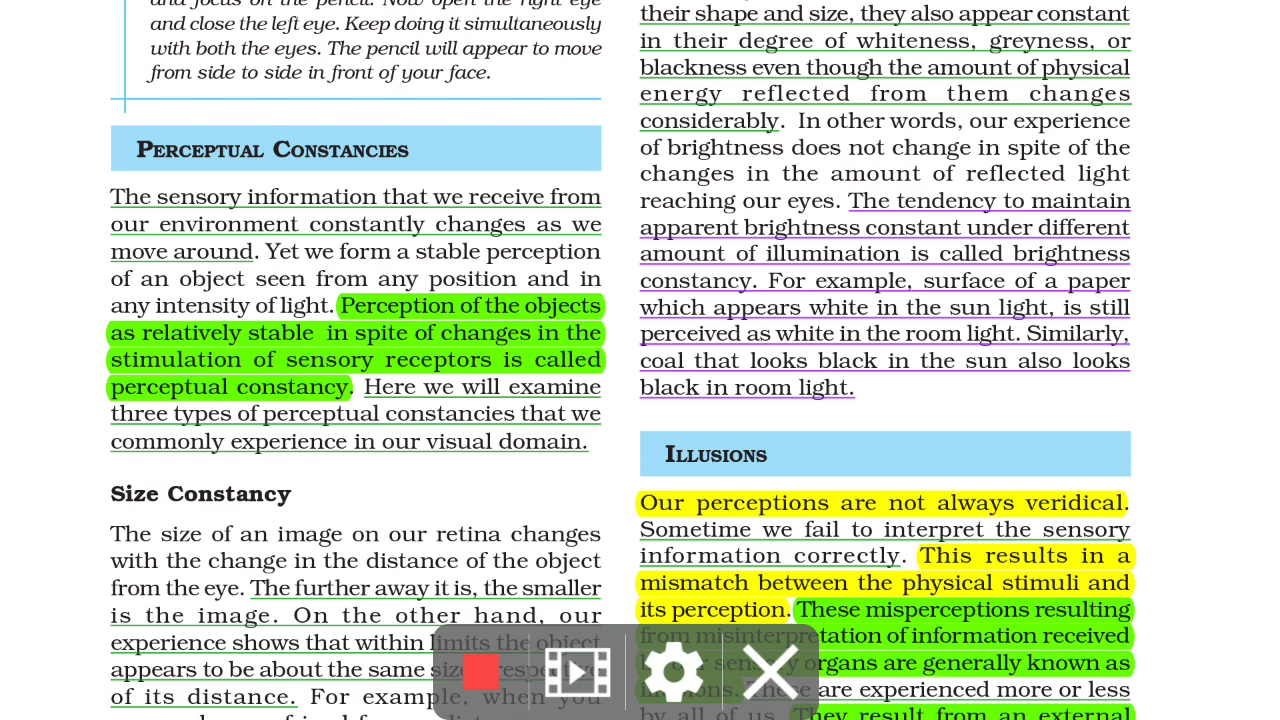 and focus on the pencil. Now open the right eye
and close the left eye. Keep doing it simultaneously
with both the eyes. The pencil will appear to move
from side to side in front of your face.
PERCEPTUAL CONSTANCIES
The sensory information that we receive from
our environment constantly changes as we
move around. Yet we form a stable perception
of an object seen from any position and in
any intensity of light. Perception of the objects
as relatively stable in spite of changes in the
stimulation of sensory receptors is called
perceptual constancy. Here we will examine
three types of perceptual constancies that we
commonly experience in our visual domain.
Size Constancy
The size of an image on our retina changes
with the change in the distance of the object
from the eye. The further away it is, the smaller
is the image. On the other hand, our
experience shows that within limits the object
appears to be about the same size
of its distance. For example, when you
their shape and size, they also appear constant
in their degree of whiteness, greyness, or
blackness even though the amount of physical
energy reflected from them changes
considerably. In other words, our experience
of brightness does not change in spite of the
changes in the amount of reflected light
reaching our eyes. The tendency to maintain
apparent brightness constant under different
amount of illumination is called brightness
constancy. For example, surface of a paper
which appears white in the sun light, is still
perceived as white in the room light. Similarly,
coal that looks black in the sun also looks
black in room light.
ILLUSIONS
Our perceptions are not always veridical.
Sometime we fail to interpret the sensory
information correctly. This results in a
mismatch between the physical stimuli and
its perception. These misperceptions resulting
from misinterpretation of information received
organs are generally known as
are experienced more or less
by all of us. They result from an external